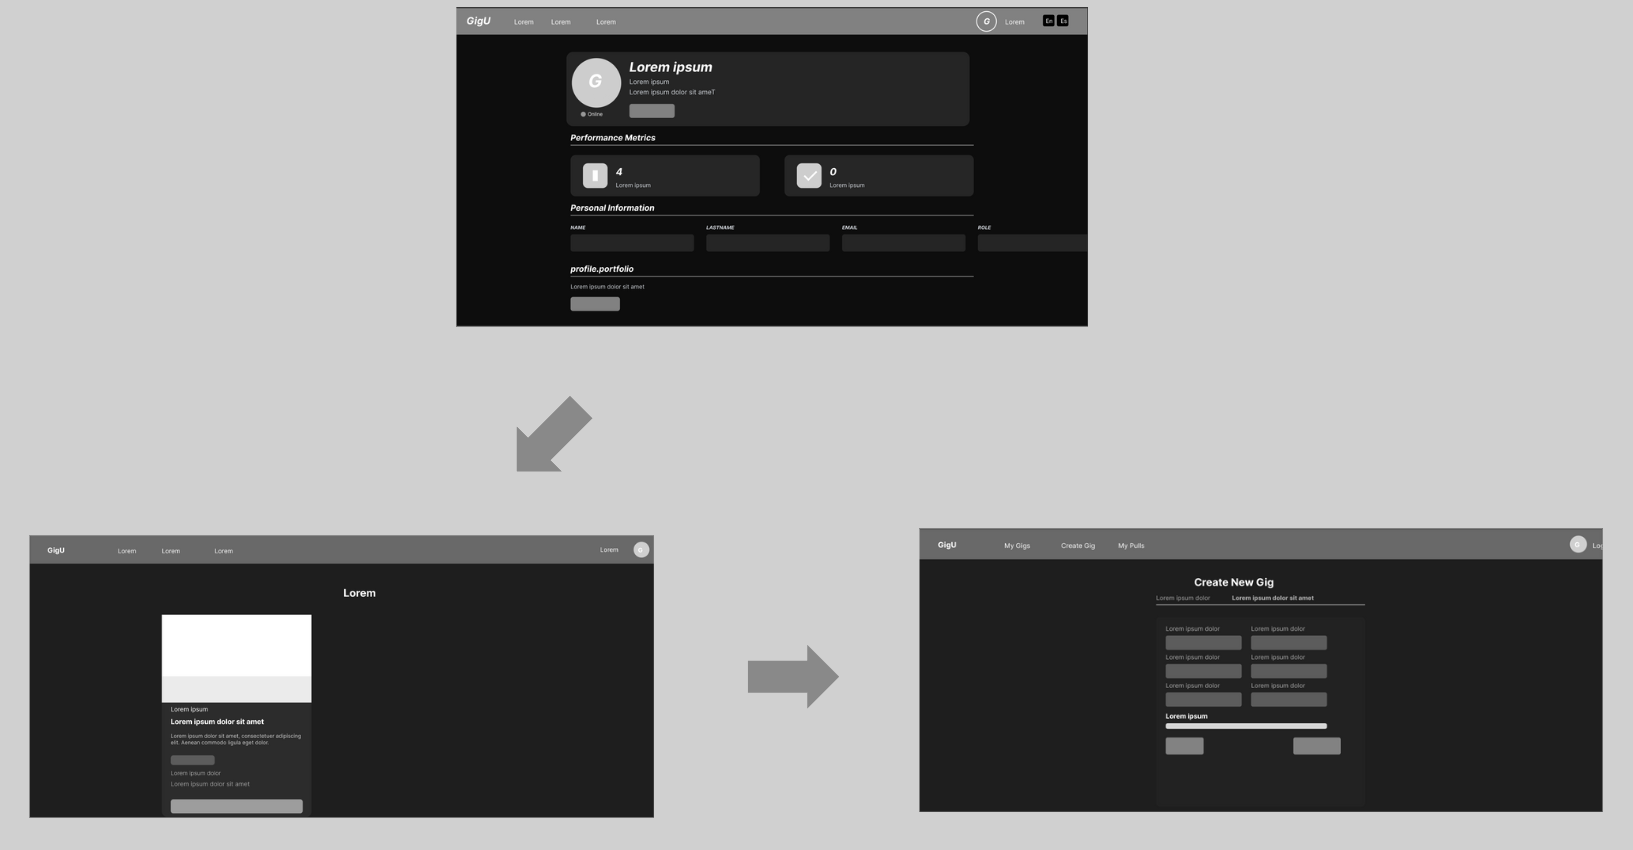 GigU Lorem Lorem Lorem G Lorem En Es
G
Lorem ipsum
Lorem ipsum
Lorem ipsum dolor sit ameT
Online
Performance Metrics
4
Lorem ipsum
0
Lorem ipsum
Personal Information
NAME LASTNAME EMAIL ROLE
profile.portfolio
Lorem ipsum dolor sit amet
GigU Lorem Lorem Lorem Lorem G
Lorem
Lorem ipsum
Lorem ipsum dolor sit amet
Lorem ipsum dolor sit amet, consectetuer adipiscing
elit. Aenean commodo ligula eget dolor.
Lorem ipsum dolor
Lorem ipsum dolor sit amet
GigU My Gigs Create Gig My Pulls G Log
Create New Gig
Lorem ipsum dolor Lorem ipsum dolor sit amet
Lorem ipsum dolor Lorem ipsum dolor
Lorem ipsum dolor Lorem ipsum dolor
Lorem ipsum dolor Lorem ipsum dolor
Lorem ipsum